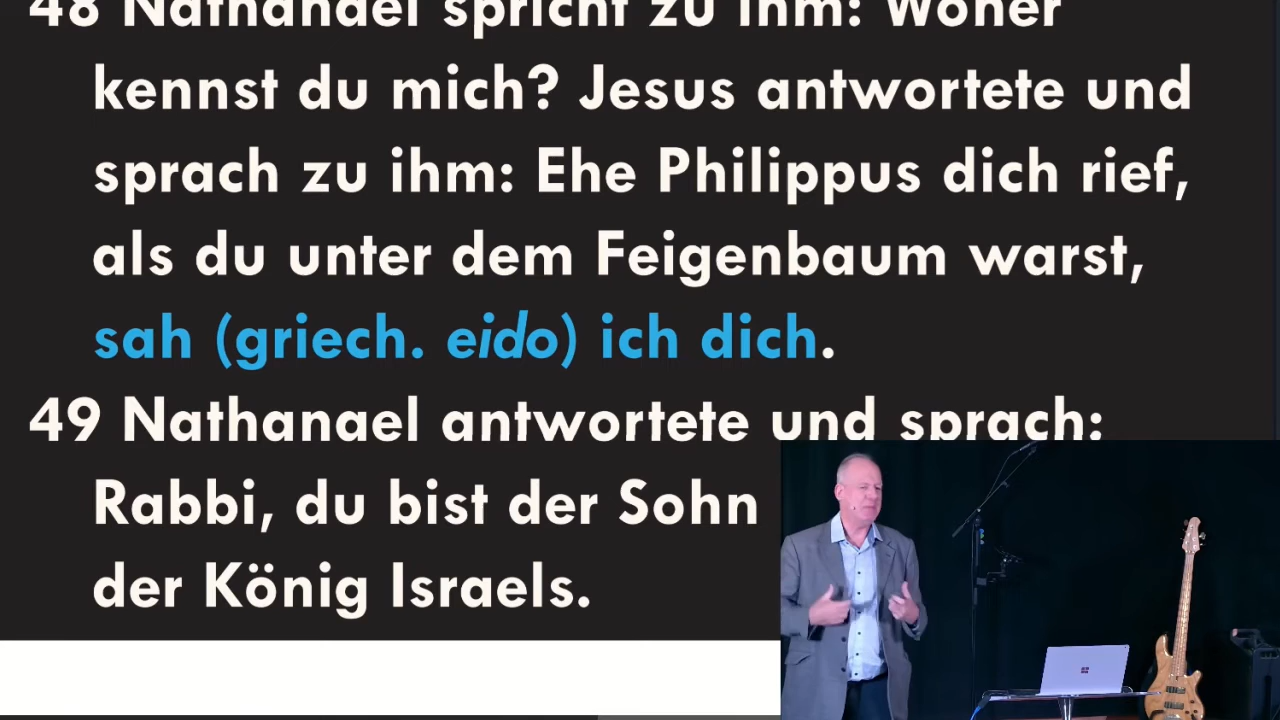 48 Nathanael spricht zu ihm: Woher
kennst du mich? Jesus antwortete und
sprach zu ihm: Ehe Philippus dich rief,
als du unter dem Feigenbaum warst,
sah (griech. eido) ich dich.
49 Nathanael antwortete und sprach:
Rabbi, du bist der Sohn
der König Israels.